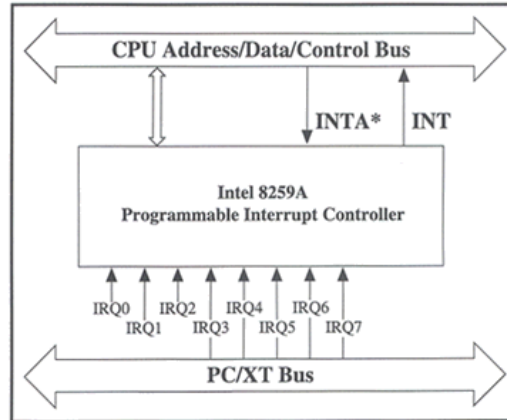 CPU Address/Data/Control Bus
INTA* INT
Intel 8259A
Programmable Interrupt Controller
IRQ0 IRQ2 IRQ4 IRQ6
IRQ1 IRQ3 IRQ5 IRQ7
PC/XT Bus